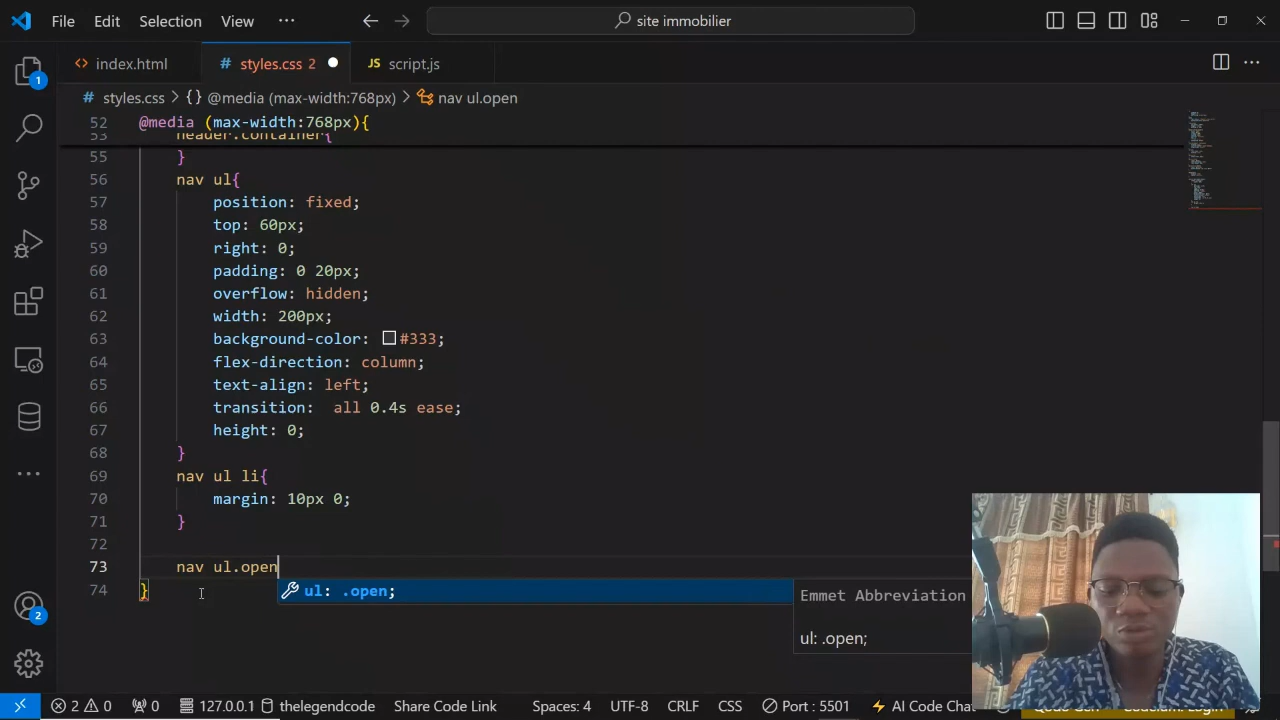 File Edit Selection View ··· site immobilier
index.html styles.css 2 JS script.js
# styles.css > {} @media (max-width:768px) > nav ul.open
52 @media (max-width:768px){
53 header.container{
55 }
56 nav ul{
57 position: fixed;
58 top: 60px;
59 right: 0;
60 padding: 0 20px;
61 overflow: hidden;
62 width: 200px;
63 background-color: #333;
64 flex-direction: column;
65 text-align: left;
66 transition:  all 0.4s ease;
67 height: 0;
68 }
69 nav ul li{
70 margin: 10px 0;
71 }
72
73 nav ul.open
74 }
ul: .open;
Emmet Abbreviation
ul: .open;
1
2
2 0 0 127.0.0.1 thelegendcode Share Code Link Spaces: 4 UTF-8 CRLF CSS Port : 5501 AI Code Chat